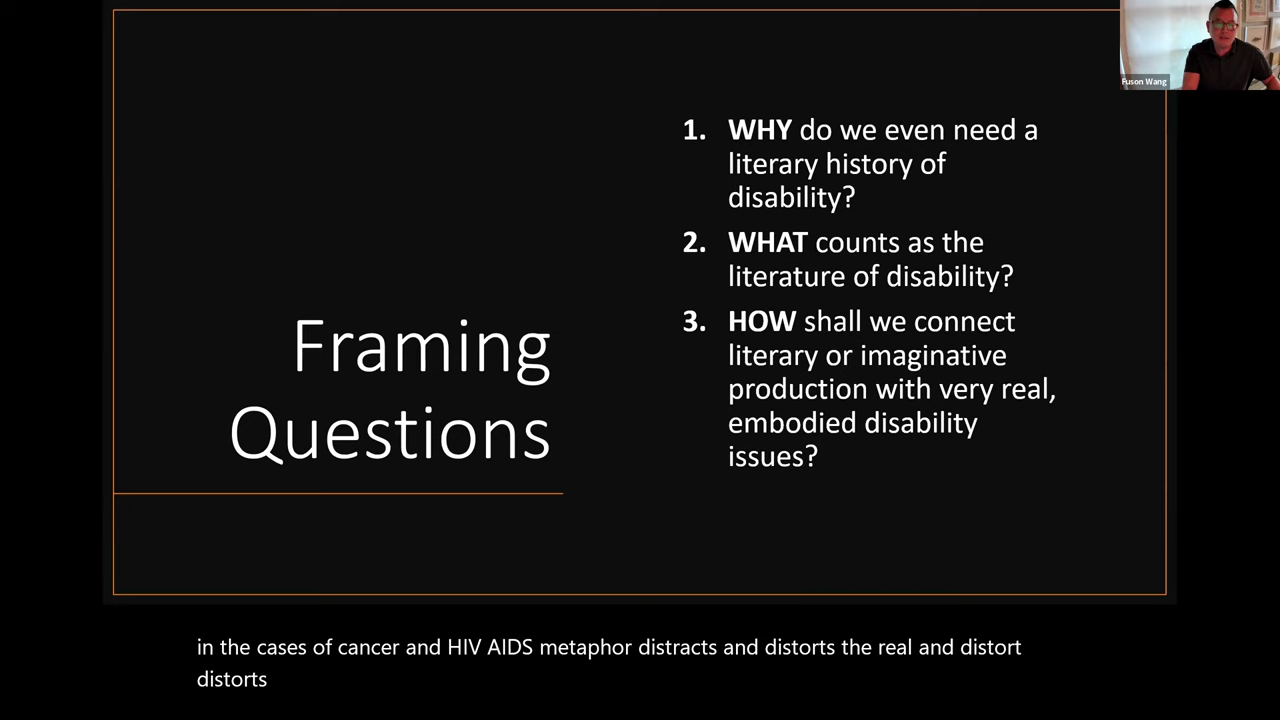 Fuson Wang
Framing
Questions
1. WHY do we even need a
literary history of
disability?
2. WHAT counts as the
literature of disability?
3. HOW shall we connect
literary or imaginative
production with very real,
embodied disability
issues?
in the cases of cancer and HIV AIDS metaphor distracts and distorts the real and distort
distorts